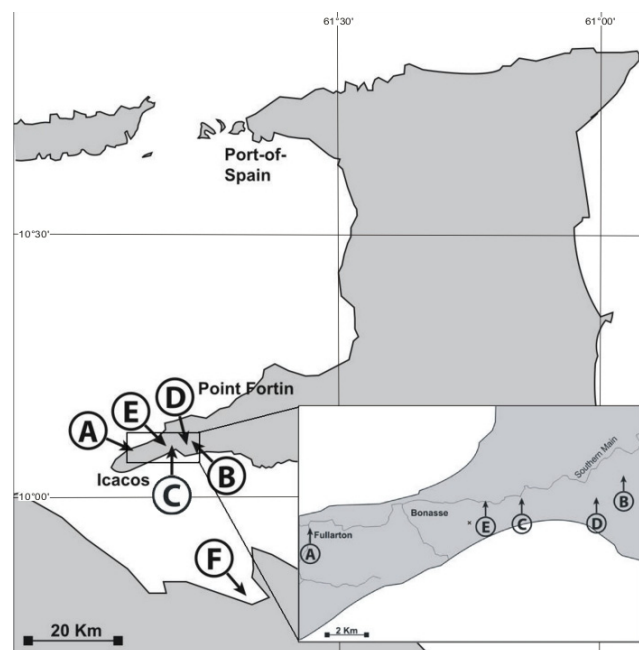 61°30'
61°00'
Port-of-
Spain
10°30'
D
Point Fortin
E
A
B
Icacos
C
10°00'
F
20 Km
Southern Main
Bonasse
B
E
C
D
Fullarton
A
x
2 Km